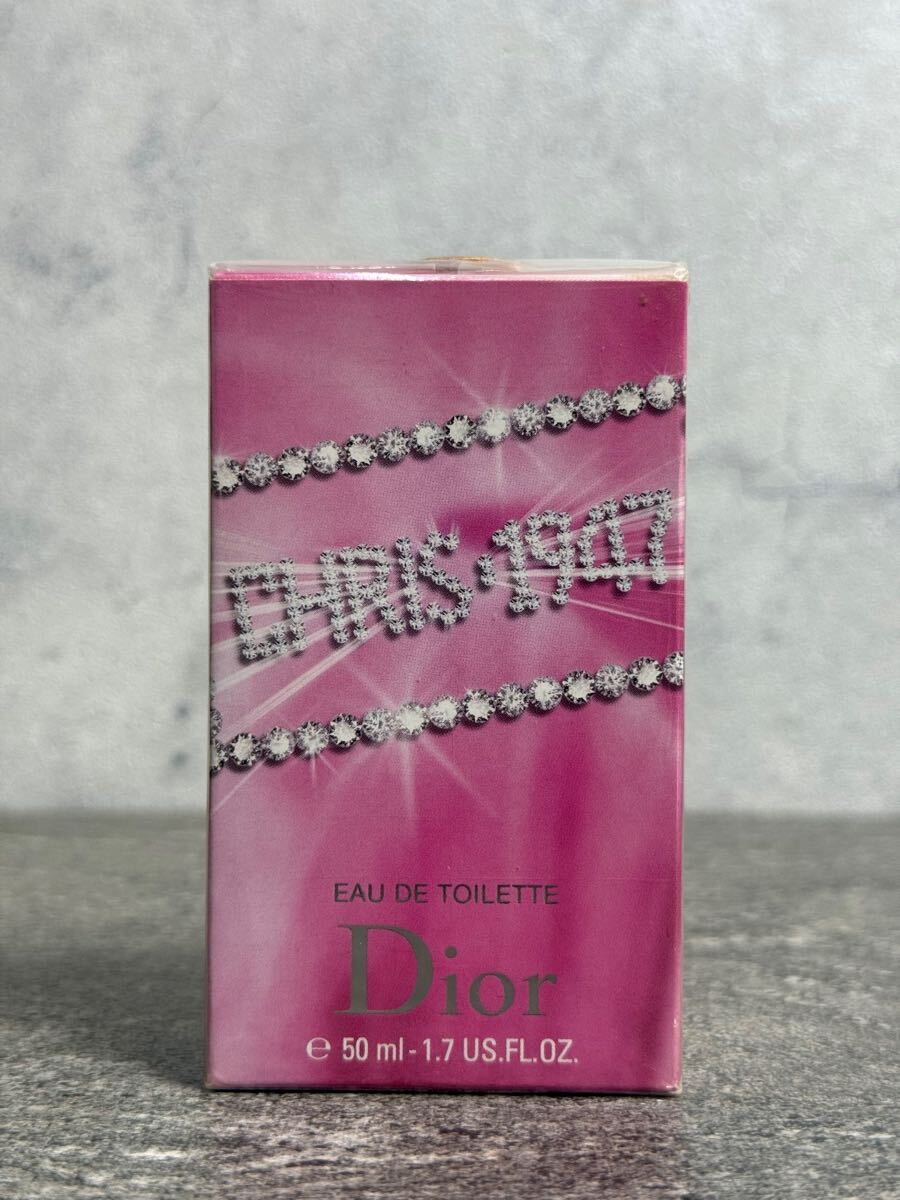 CHRIS·1947
EAU DE TOILETTE
Dior
℮ 50 ml - 1.7 US.FL.OZ.